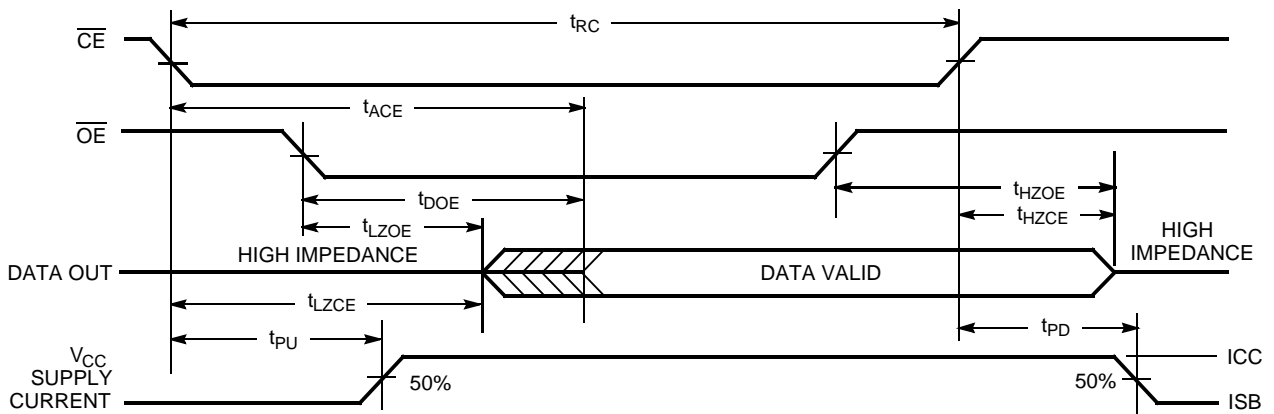 tRC
CE
tACE
OE
tDOE
tHZOE
tLZOE
tHZCE
HIGH IMPEDANCE
HIGH
IMPEDANCE
DATA OUT
DATA VALID
tLZCE
tPU
tPD
VCC
SUPPLY
CURRENT
50%
50%
ICC
ISB